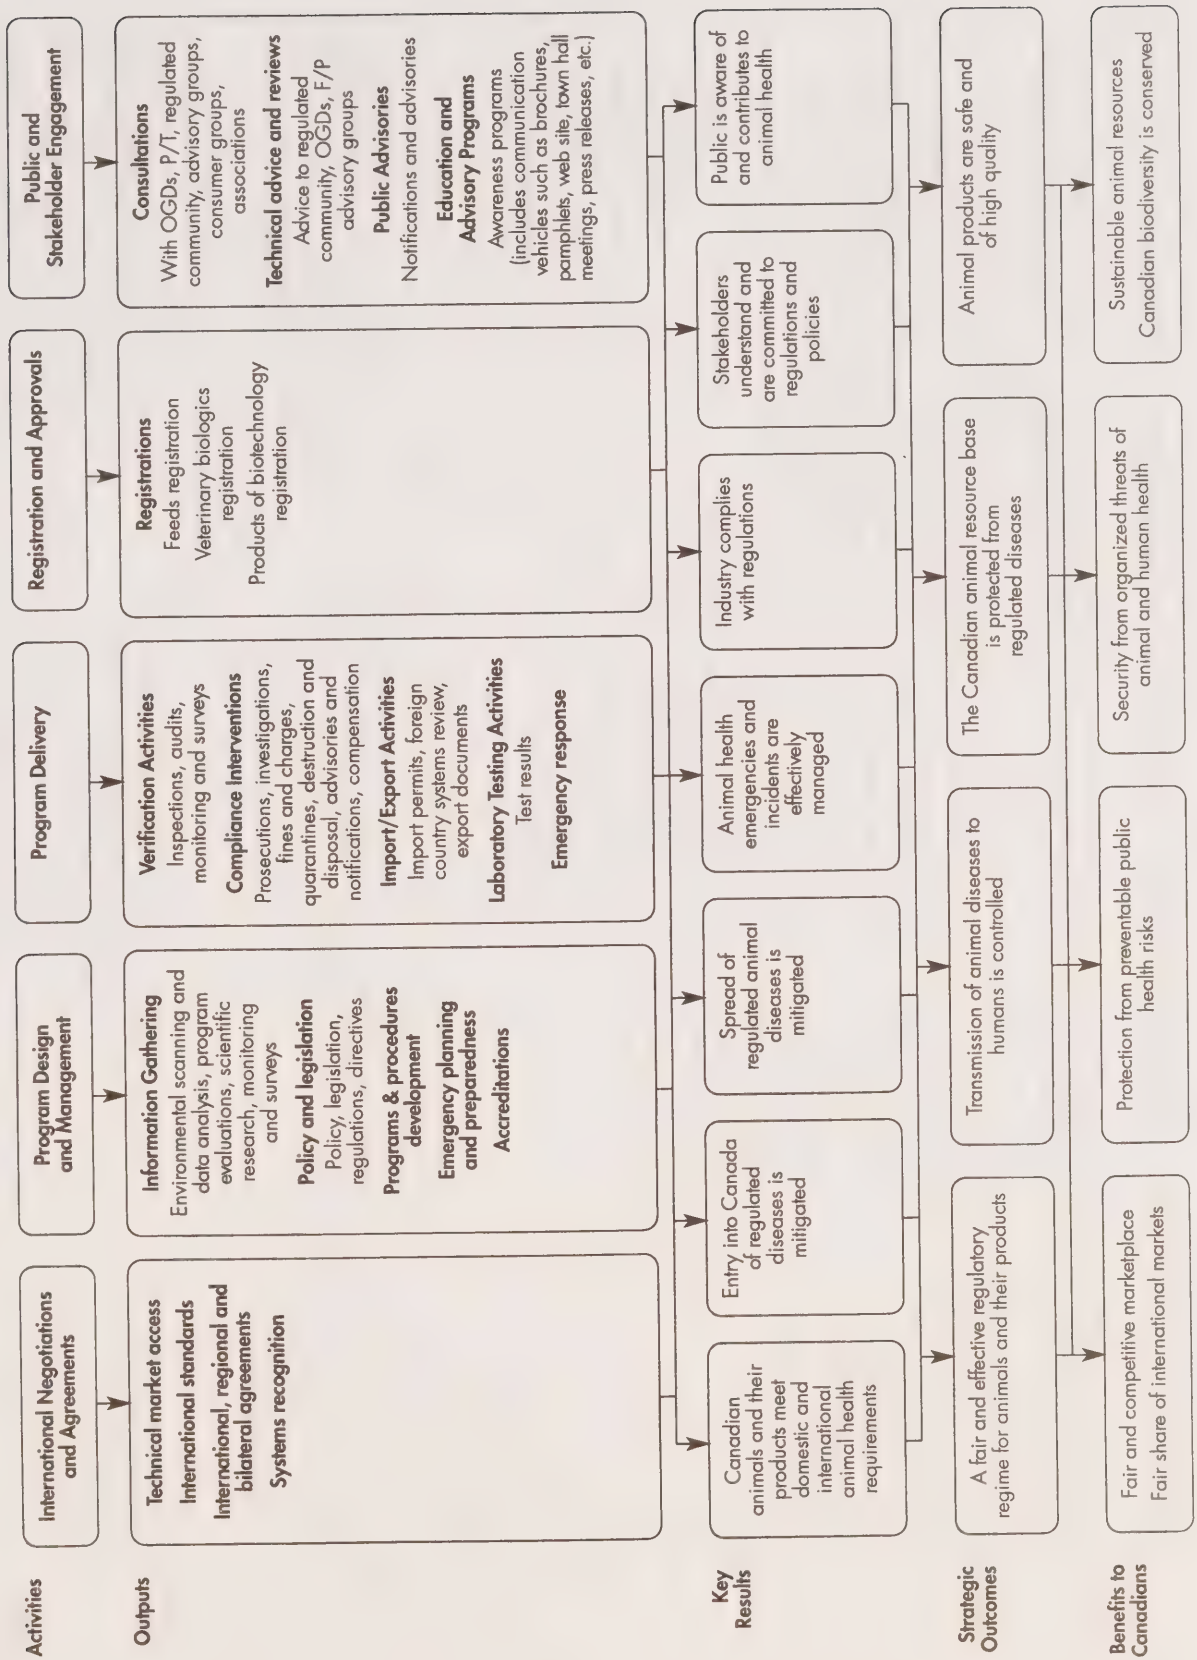 Activities
International Negotiations
and Agreements
Program Design
and Management
Program Delivery
Registration and Approvals
Public and
Stakeholder Engagement
Outputs
Technical market access
International standards
International, regional and
bilateral agreements
Systems recognition
Information Gathering
Environmental scanning and
data analysis, program
evaluations, scientific
research, monitoring
and surveys
Policy and legislation
Policy, legislation,
regulations, directives
Programs & procedures
development
Emergency planning
and preparedness
Accreditations
Verification Activities
Inspections, audits,
monitoring and surveys
Compliance Interventions
Prosecutions, investigations,
fines and charges,
quarantines, destruction and
disposal, advisories and
notifications, compensation
Import/Export Activities
Import permits, foreign
country systems review,
export documents
Laboratory Testing Activities
Test results
Emergency response
Registrations
Feeds registration
Veterinary biologics
registration
Products of biotechnology
registration
Consultations
With OGDs, P/T, regulated
community, advisory groups,
consumer groups,
associations
Technical advice and reviews
Advice to regulated
community, OGDs, F/P
advisory groups
Public Advisories
Notifications and advisories
Education and
Advisory Programs
Awareness programs
(includes communication
vehicles such as brochures,
pamphlets, web site, town hall
meetings, press releases, etc.)
Key
Results
Canadian
animals and their
products meet
domestic and
international
animal health
requirements
Entry into Canada
of regulated
diseases is
mitigated
Spread of
regulated animal
diseases is
mitigated
Animal health
emergencies and
incidents are
effectively
managed
Industry complies
with regulations
Stakeholders
understand and
are committed to
regulations and
policies
Public is aware of
and contributes to
animal health
Strategic
Outcomes
A fair and effective regulatory
regime for animals and their products
Transmission of animal diseases to
humans is controlled
The Canadian animal resource base
is protected from
regulated diseases
Animal products are safe and
of high quality
Benefits to
Canadians
Fair and competitive marketplace
Fair share of international markets
Protection from preventable public
health risks
Security from organized threats of
animal and human health
Sustainable animal resources
Canadian biodiversity is conserved